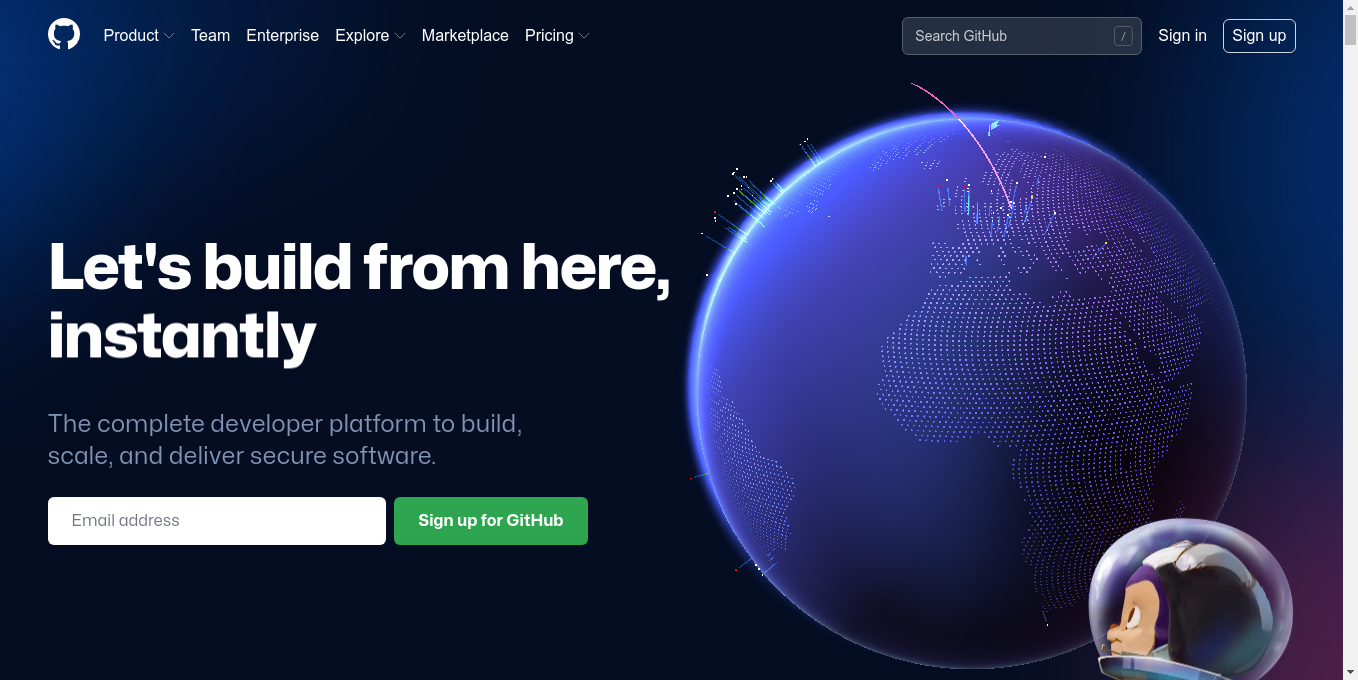 Product Team Enterprise Explore Marketplace Pricing
Search GitHub /
Sign in
Sign up
Let's build from here,
instantly
The complete developer platform to build,
scale, and deliver secure software.
Email address
Sign up for GitHub